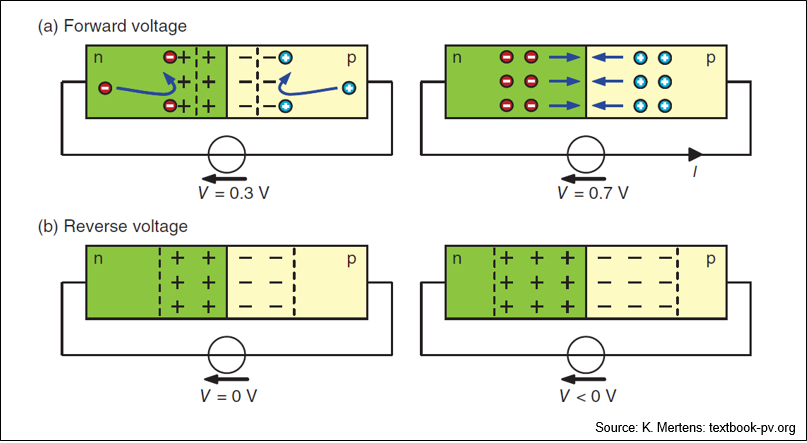 (a) Forward voltage
n p
n p
V = 0.3 V
V = 0.7 V
I
(b) Reverse voltage
n p
n p
V = 0 V
V < 0 V
Source: K. Mertens: textbook-pv.org